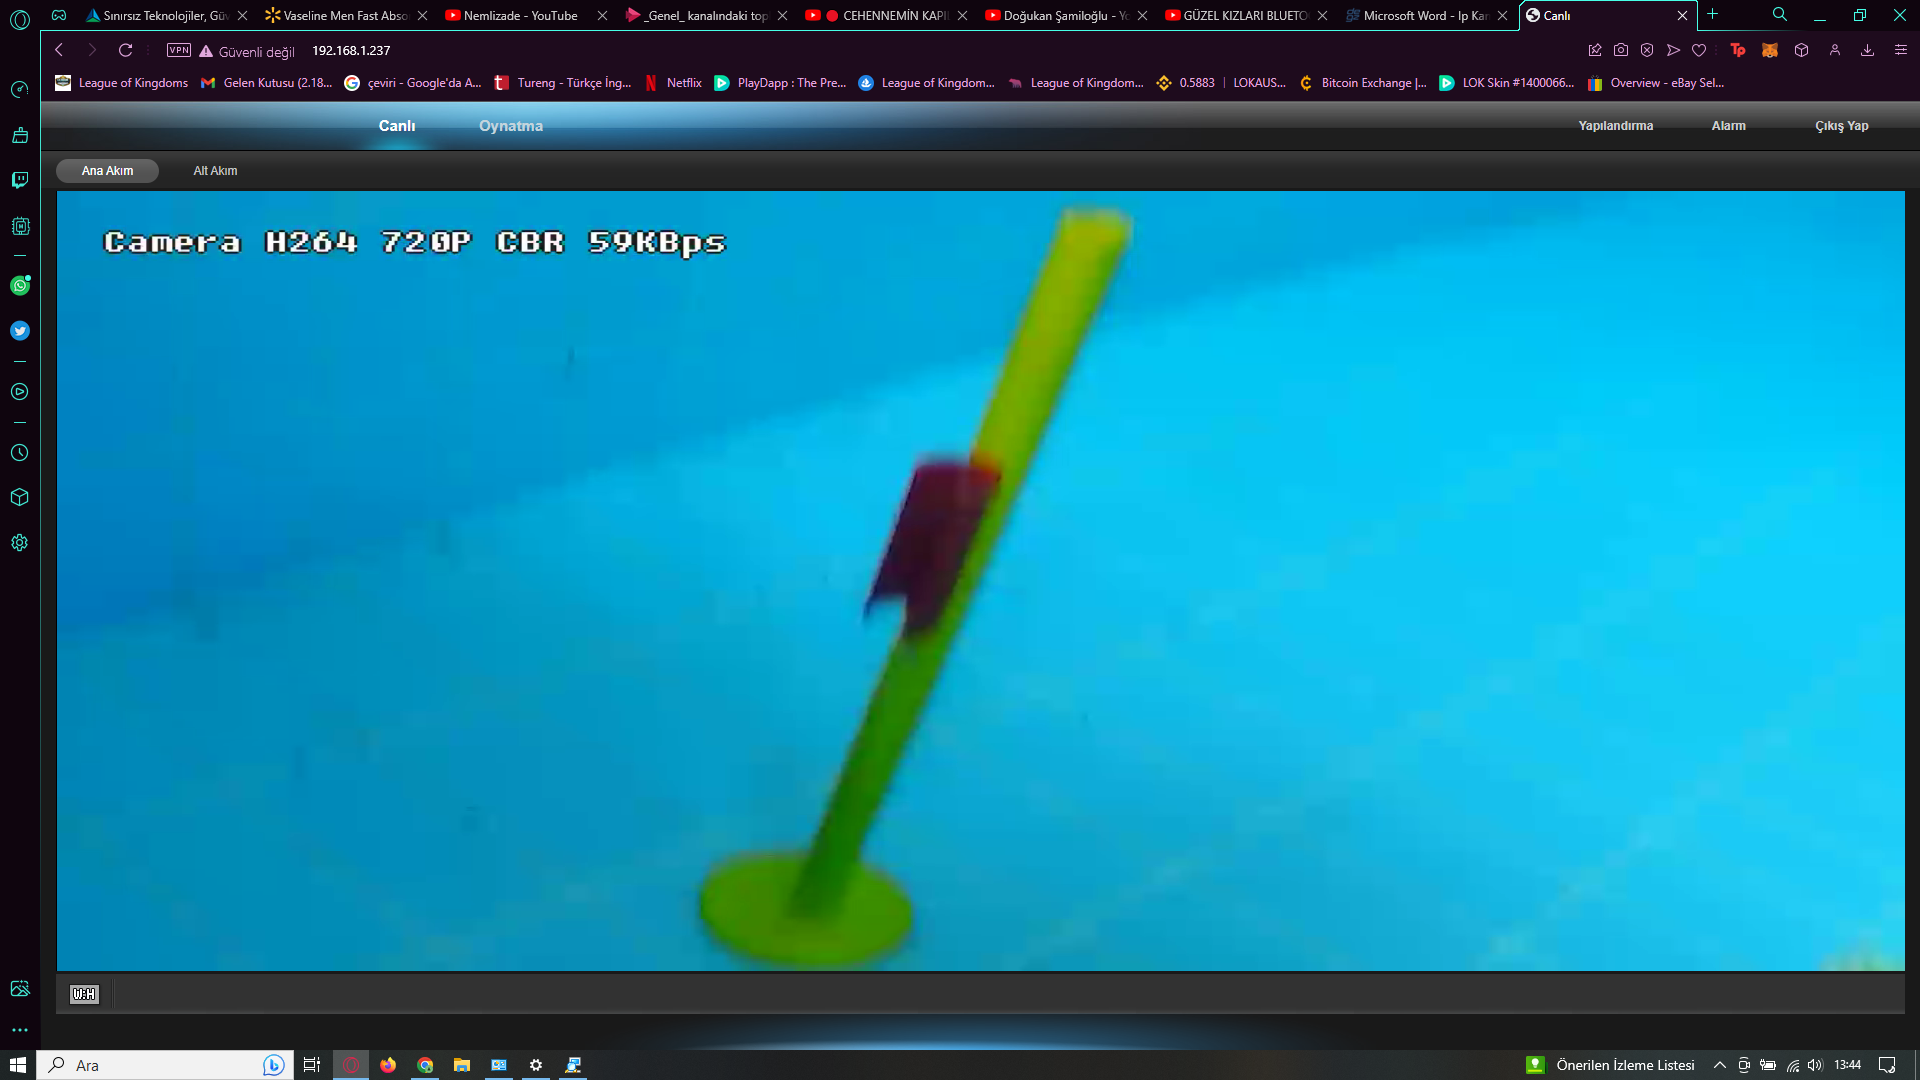 Sınırsız Teknolojiler, Güv
Vaseline Men Fast Abso
Nemlizade - YouTube
_Genel_ kanalındaki top
CEHENNEMİN KAPI
Doğukan Şamiloğlu - Yo
GÜZEL KIZLARI BLUETO
Microsoft Word - Ip Kam
Canlı
VPN
Güvenli değil
192.168.1.237
League of Kingdoms
Gelen Kutusu (2.18...
çeviri - Google'da A...
Tureng - Türkçe İng...
Netflix
PlayDapp : The Pre...
League of Kingdom...
League of Kingdom...
0.5883 | LOKAUS...
Bitcoin Exchange |...
LOK Skin #1400066...
Overview - eBay Sel...
Canlı
Oynatma
Yapılandırma
Alarm
Çıkış Yap
Ana Akım
Alt Akım
Camera H264 720P CBR 59KBps
W:H
Ara
Önerilen İzleme Listesi
13:44